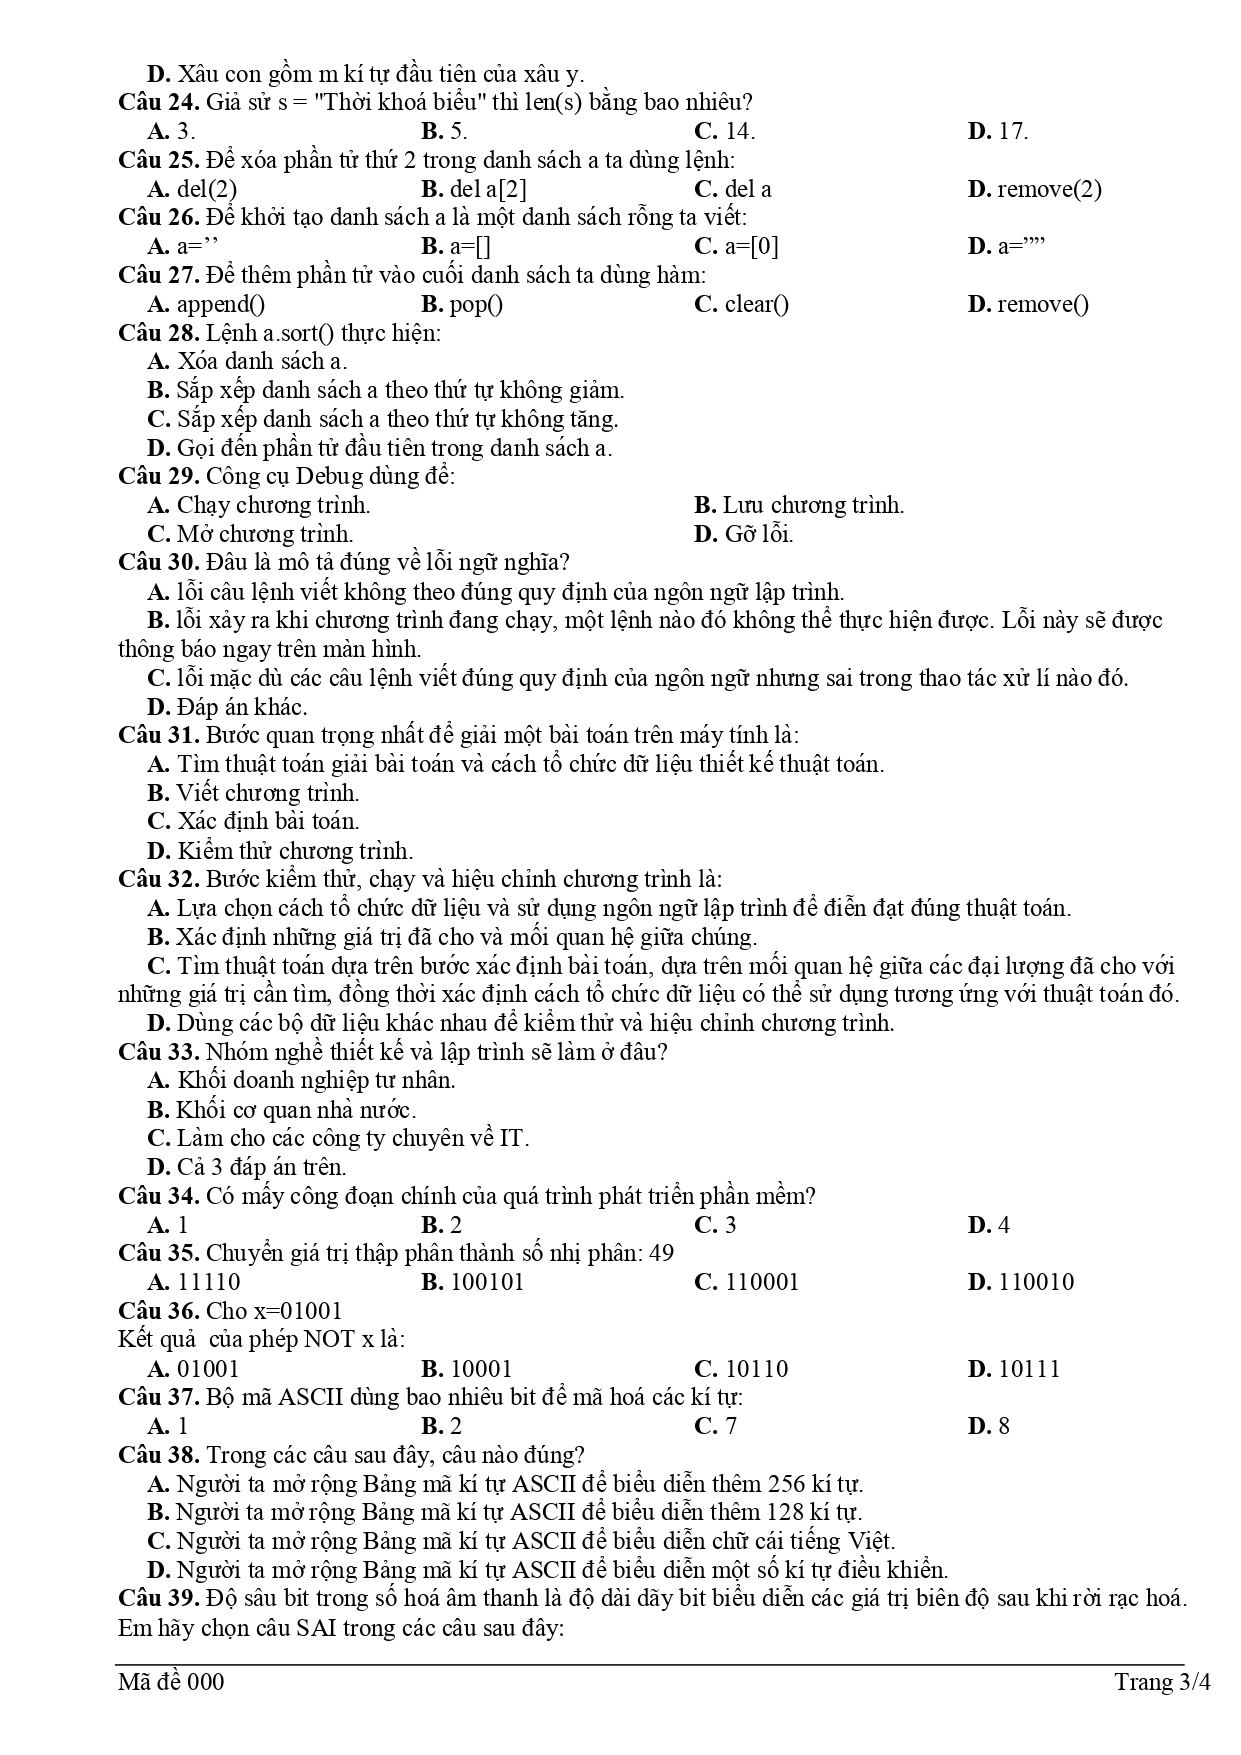 D. Xâu con gồm m kí tự đầu tiên của xâu y.
Câu 24. Giả sử s = "Thời khoá biểu" thì len(s) bằng bao nhiêu?
A. 3. B. 5. C. 14. D. 17.
Câu 25. Để xóa phần tử thứ 2 trong danh sách a ta dùng lệnh:
A. del(2) B. del a[2] C. del a D. remove(2)
Câu 26. Để khởi tạo danh sách a là một danh sách rỗng ta viết:
A. a=’’ B. a=[] C. a=[0] D. a=””
Câu 27. Để thêm phần tử vào cuối danh sách ta dùng hàm:
A. append() B. pop() C. clear() D. remove()
Câu 28. Lệnh a.sort() thực hiện:
A. Xóa danh sách a.
B. Sắp xếp danh sách a theo thứ tự không giảm.
C. Sắp xếp danh sách a theo thứ tự không tăng.
D. Gọi đến phần tử đầu tiên trong danh sách a.
Câu 29. Công cụ Debug dùng để:
A. Chạy chương trình. B. Lưu chương trình.
C. Mở chương trình. D. Gỡ lỗi.
Câu 30. Đâu là mô tả đúng về lỗi ngữ nghĩa?
A. lỗi câu lệnh viết không theo đúng quy định của ngôn ngữ lập trình.
B. lỗi xảy ra khi chương trình đang chạy, một lệnh nào đó không thể thực hiện được. Lỗi này sẽ được
thông báo ngay trên màn hình.
C. lỗi mặc dù các câu lệnh viết đúng quy định của ngôn ngữ nhưng sai trong thao tác xử lí nào đó.
D. Đáp án khác.
Câu 31. Bước quan trọng nhất để giải một bài toán trên máy tính là:
A. Tìm thuật toán giải bài toán và cách tổ chức dữ liệu thiết kế thuật toán.
B. Viết chương trình.
C. Xác định bài toán.
D. Kiểm thử chương trình.
Câu 32. Bước kiểm thử, chạy và hiệu chỉnh chương trình là:
A. Lựa chọn cách tổ chức dữ liệu và sử dụng ngôn ngữ lập trình để diễn đạt đúng thuật toán.
B. Xác định những giá trị đã cho và mối quan hệ giữa chúng.
C. Tìm thuật toán dựa trên bước xác định bài toán, dựa trên mối quan hệ giữa các đại lượng đã cho với
những giá trị cần tìm, đồng thời xác định cách tổ chức dữ liệu có thể sử dụng tương ứng với thuật toán đó.
D. Dùng các bộ dữ liệu khác nhau để kiểm thử và hiệu chỉnh chương trình.
Câu 33. Nhóm nghề thiết kế và lập trình sẽ làm ở đâu?
A. Khối doanh nghiệp tư nhân.
B. Khối cơ quan nhà nước.
C. Làm cho các công ty chuyên về IT.
D. Cả 3 đáp án trên.
Câu 34. Có mấy công đoạn chính của quá trình phát triển phần mềm?
A. 1 B. 2 C. 3 D. 4
Câu 35. Chuyển giá trị thập phân thành số nhị phân: 49
A. 11110 B. 100101 C. 110001 D. 110010
Câu 36. Cho x=01001
Kết quả của phép NOT x là:
A. 01001 B. 10001 C. 10110 D. 10111
Câu 37. Bộ mã ASCII dùng bao nhiêu bit để mã hoá các kí tự:
A. 1 B. 2 C. 7 D. 8
Câu 38. Trong các câu sau đây, câu nào đúng?
A. Người ta mở rộng Bảng mã kí tự ASCII để biểu diễn thêm 256 kí tự.
B. Người ta mở rộng Bảng mã kí tự ASCII để biểu diễn thêm 128 kí tự.
C. Người ta mở rộng Bảng mã kí tự ASCII để biểu diễn chữ cái tiếng Việt.
D. Người ta mở rộng Bảng mã kí tự ASCII để biểu diễn một số kí tự điều khiển.
Câu 39. Độ sâu bit trong số hoá âm thanh là độ dài dãy bit biểu diễn các giá trị biên độ sau khi rời rạc hoá.
Em hãy chọn câu SAI trong các câu sau đây:
Mã đề 000 Trang 3/4